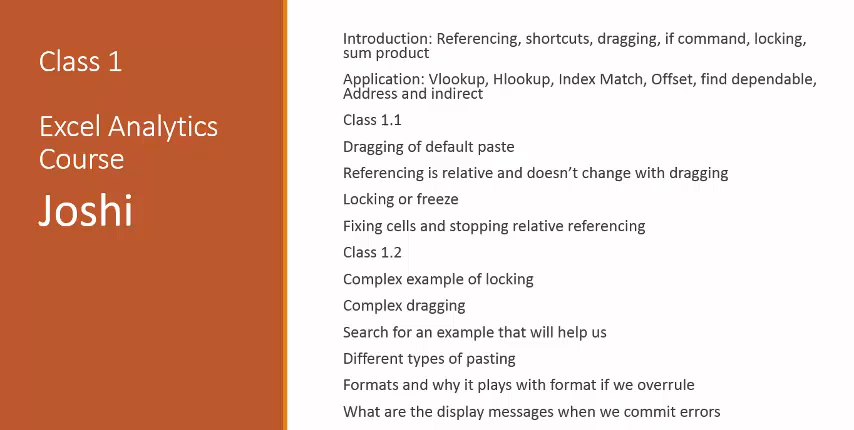 Class 1
Excel Analytics
Course
Joshi
Introduction: Referencing, shortcuts, dragging, if command, locking,
sum product
Application: Vlookup, Hlookup, Index Match, Offset, find dependable,
Address and indirect
Class 1.1
Dragging of default paste
Referencing is relative and doesn’t change with dragging
Locking or freeze
Fixing cells and stopping relative referencing
Class 1.2
Complex example of locking
Complex dragging
Search for an example that will help us
Different types of pasting
Formats and why it plays with format if we overrule
What are the display messages when we commit errors